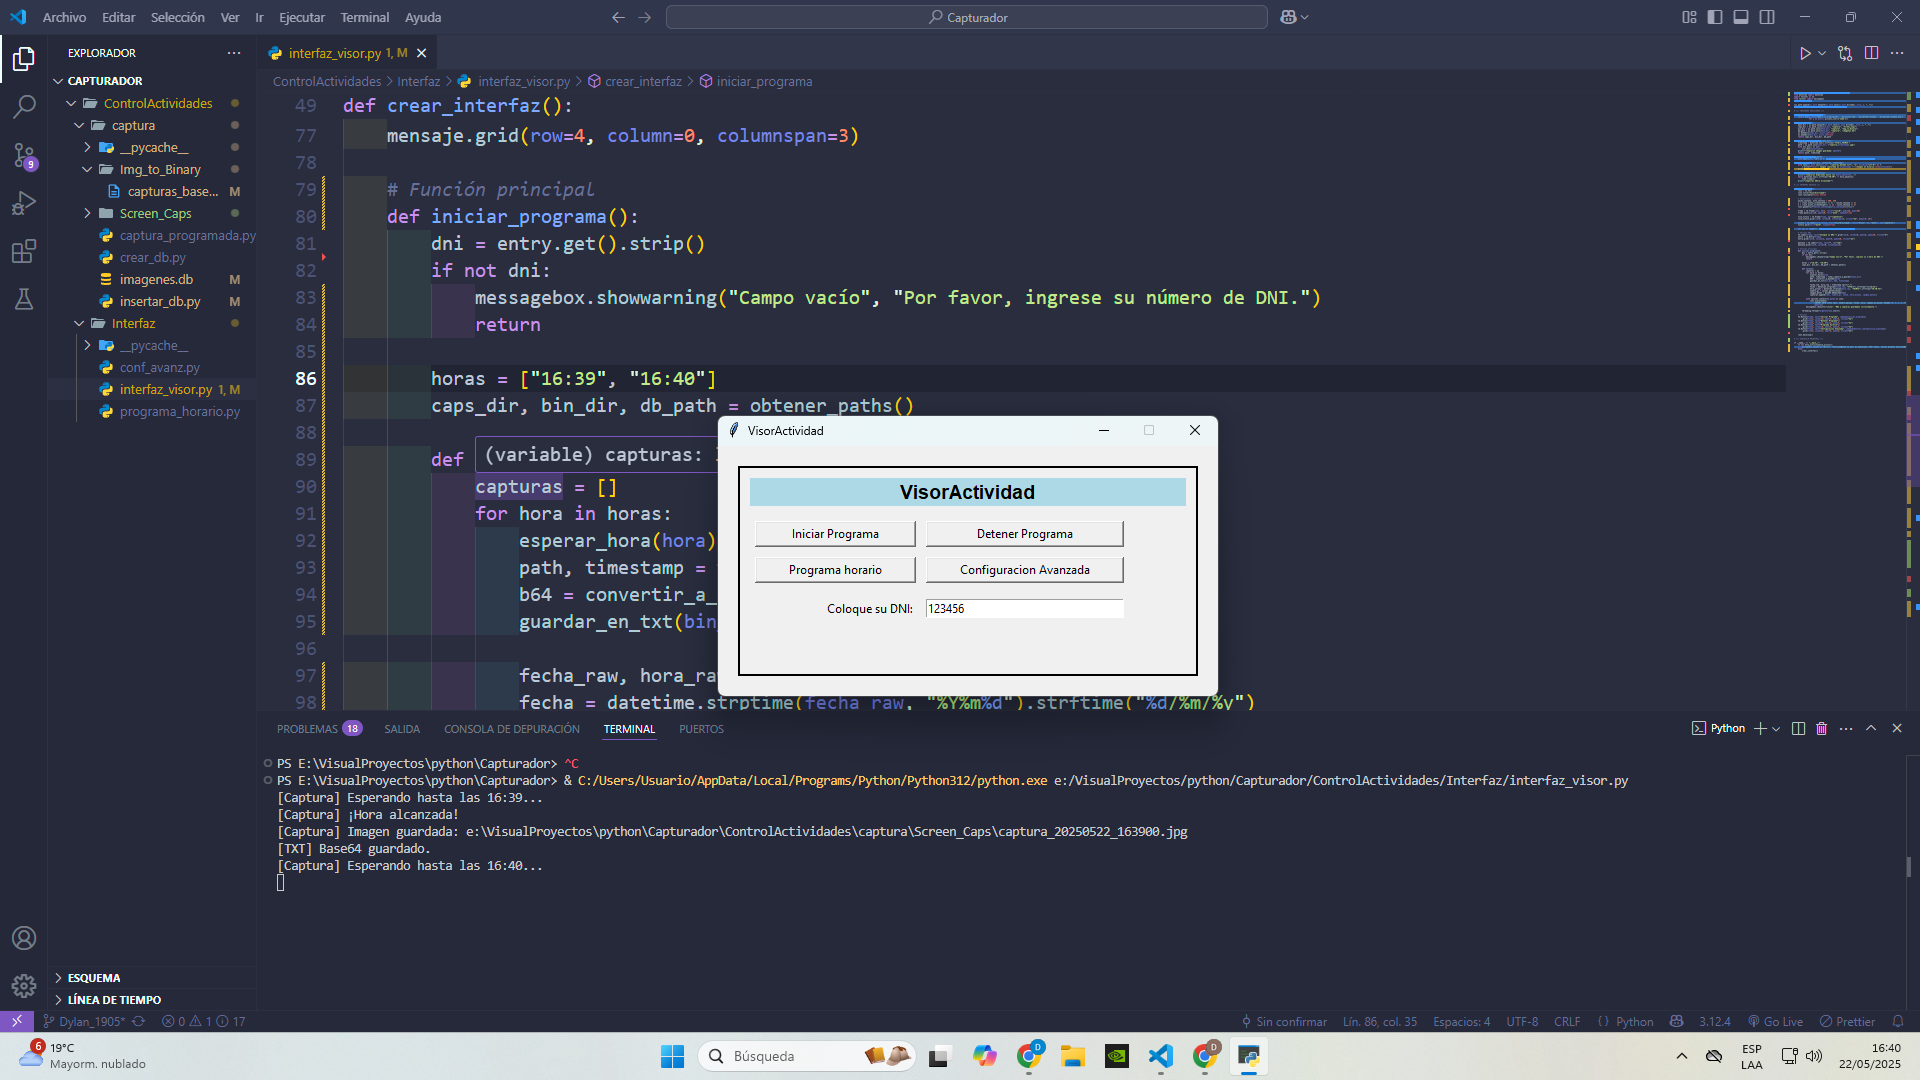 Archivo Editar Selección Ver Ir Ejecutar Terminal Ayuda
Capturador
EXPLORADOR
CAPTURADOR
ControlActividades
captura
__pycache__
Img_to_Binary
capturas_base... M
Screen_Caps
captura_programada.py
crear_db.py
imagenes.db M
insertar_db.py M
Interfaz
__pycache__
conf_avanz.py
interfaz_visor.py 1, M
programa_horario.py
ESQUEMA
LÍNEA DE TIEMPO
9
interfaz_visor.py 1, M
ControlActividades > Interfaz > interfaz_visor.py > crear_interfaz > iniciar_programa
49 def crear_interfaz():
77 mensaje.grid(row=4, column=0, columnspan=3)
78
79 # Función principal
80 def iniciar_programa():
81 dni = entry.get().strip()
82 if not dni:
83 messagebox.showwarning("Campo vacío", "Por favor, ingrese su número de DNI.")
84 return
85
86 horas = ["16:39", "16:40"]
87 caps_dir, bin_dir, db_path = obtener_paths()
88
(variable) capturas:
89 def
90 capturas = []
91 for hora in horas:
92 esperar_hora(hora)
93 path, timestamp =
94 b64 = convertir_a_
95 guardar_en_txt(bin
96
97 fecha_raw, hora_ra
98 fecha = datetime.strptime(fecha_raw, "%Y%m%d").strftime("%d/%m/%y")
VisorActividad
VisorActividad
Iniciar Programa Detener Programa
Programa horario Configuracion Avanzada
Coloque su DNI: 123456
PROBLEMAS 18 SALIDA CONSOLA DE DEPURACIÓN TERMINAL PUERTOS
Python
PS E:\VisualProyectos\python\Capturador> ^C
PS E:\VisualProyectos\python\Capturador> & C:/Users/Usuario/AppData/Local/Programs/Python/Python312/python.exe e:/VisualProyectos/python/Capturador/ControlActividades/Interfaz/interfaz_visor.py
[Captura] Esperando hasta las 16:39...
[Captura] ¡Hora alcanzada!
[Captura] Imagen guardada: e:\VisualProyectos\python\Capturador\ControlActividades\captura\Screen_Caps\captura_20250522_163900.jpg
[TXT] Base64 guardado.
[Captura] Esperando hasta las 16:40...
Dylan_1905* 0 1 17
Sin confirmar Lín. 86, col. 35 Espacios: 4 UTF-8 CRLF { } Python 3.12.4 Go Live Prettier
6
19°C
Mayorm. nublado
Búsqueda
D
D
ESP
LAA
16:40
22/05/2025